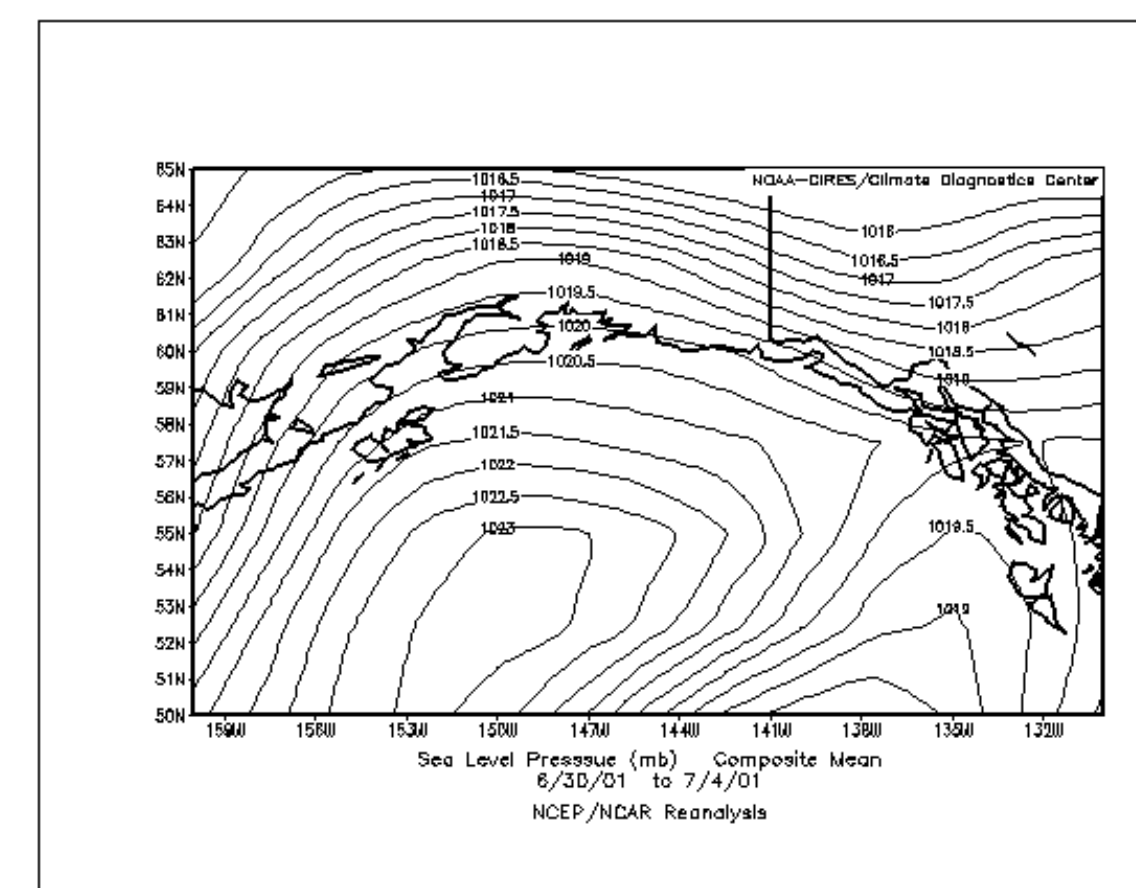 65N
64N
63N
62N
61N
60N
59N
58N
57N
56N
55N
54N
53N
52N
51N
50N
NOAA-CIRES/Climate Diagnostics Center
1016.5
1017
1017.5
1018
1018.5
1019
1019.5
1020
1020.5
1021
1021.5
1022
1022.5
1023
1016
1016.5
1017
1017.5
1018
1018.5
1019
1019.5
1019
159W
156W
153W
150W
147W
144W
141W
138W
135W
132W
Sea Level Presssue (mb) Composite Mean
6/30/01 to 7/4/01
NCEP/NCAR Reanalysis